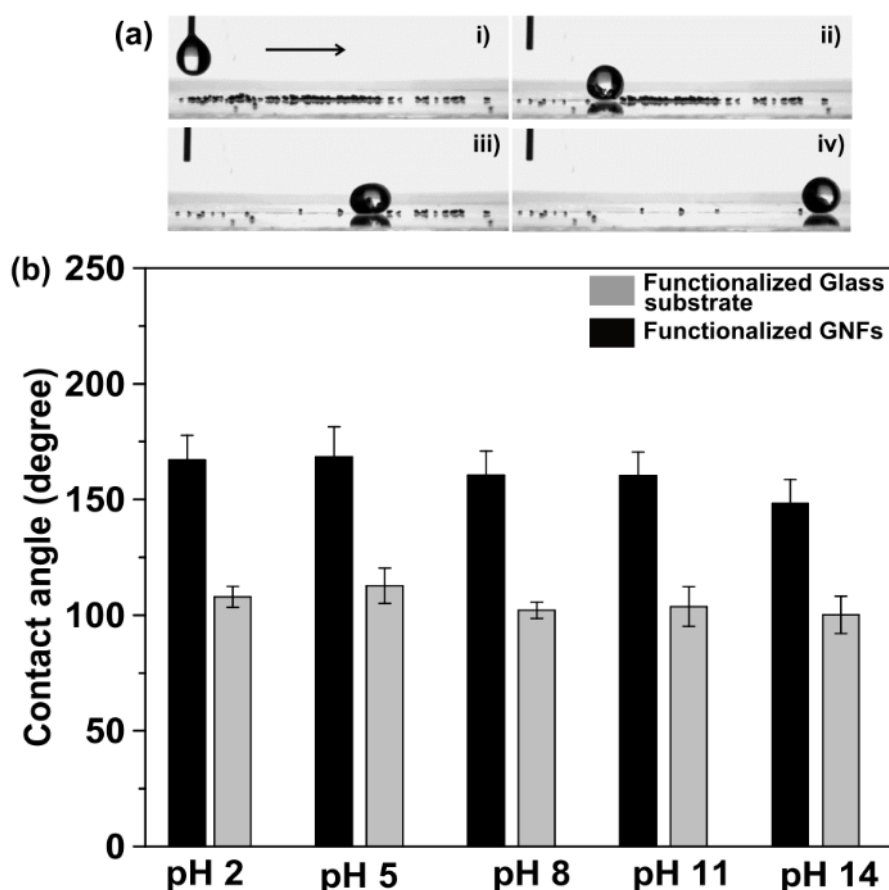 (a)
i)
ii)
iii)
iv)
(b)
250
200
150
100
50
0
Contact angle (degree)
Functionalized Glass
substrate
Functionalized GNFs
pH 2
pH 5
pH 8
pH 11
pH 14